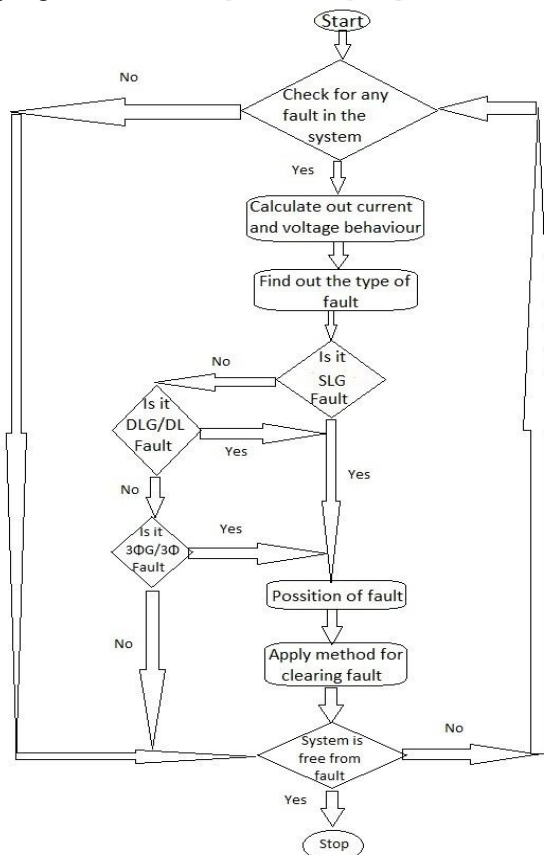 Start
No
Check for any
fault in the
system
Yes
Calculate out current
and voltage behaviour
Find out the type of
fault
Is it
SLG
Fault
No
Is it
DLG/DL
Fault
Yes
Yes
No
Is it
3ΦG/3Φ
Fault
Yes
Possition of fault
No
Apply method for
clearing fault
System is
free from
fault
No
Yes
Stop